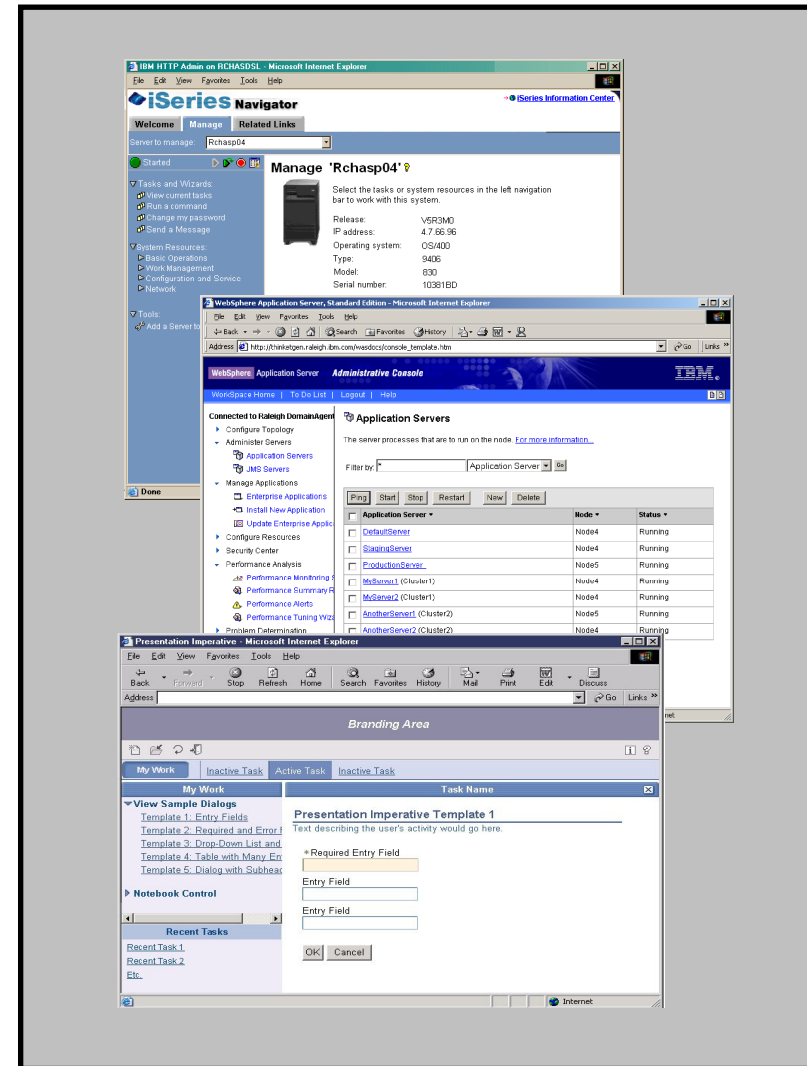 IBM HTTP Admin on RCHASDSL - Microsoft Internet Explorer
File Edit View Favorites Tools Help
iSeries Navigator
iSeries Information Center
Welcome Manage Related Links
Server to manage: Rchasp04
Started
Manage 'Rchasp04'
Tasks and Wizards:
View current tasks
Run a command
Change my password
Send a Message
System Resources:
Basic Operations
Work Management
Configuration and Service
Network
Tools:
Add a Server to
Select the tasks or system resources in the left navigation
bar to work with this system.
Release: V5R3M0
IP address: 4.7.66.96
Operating system: OS/400
Type: 9406
Model: 830
Serial number: 10381BD
Done
WebSphere Application Server, Standard Edition - Microsoft Internet Explorer
File Edit View Favorites Tools Help
Back Search Favorites History
Address http://thinketgen.raleigh.ibm.com/wasdocs/console_template.htm Go Links »
WebSphere Application Server Administrative Console IBM.
WorkSpace Home | To Do List | Logout | Help
Connected to Raleigh DomainAgent
Configure Topology
Administer Servers
Application Servers
JMS Servers
Manage Applications
Enterprise Applications
Install New Application
Update Enterprise Applic
Configure Resources
Security Center
Performance Analysis
Performance Monitoring S
Performance Summary R
Performance Alerts
Performance Tuning Wiza
Problem Determination
Application Servers
The server processes that are to run on the node. For more information...
Filter by: * Application Server Go
Ping Start Stop Restart New Delete
Application Server Node Status
DefaultServer Node4 Running
StagingServer Node4 Running
ProductionServer Node5 Running
MyServer1 (Cluster1) Node4 Running
MyServer2 (Cluster1) Node4 Running
AnotherServer1 (Cluster2) Node5 Running
AnotherServer2 (Cluster2) Node4 Running
net
Presentation Imperative - Microsoft Internet Explorer
File Edit View Favorites Tools Help
Back Forward Stop Refresh Home Search Favorites History Mail Print Edit Discuss
Address Go Links »
Branding Area
My Work Inactive Task Active Task Inactive Task
My Work
View Sample Dialogs
Template 1: Entry Fields
Template 2: Required and Error
Template 3: Drop-Down List and
Template 4: Table with Many En
Template 5: Dialog with Subhead
Notebook Control
Recent Tasks
Recent Task 1
Recent Task 2
Etc.
Task Name
Presentation Imperative Template 1
Text describing the user's activity would go here.
*Required Entry Field
Entry Field
Entry Field
OK Cancel
Internet